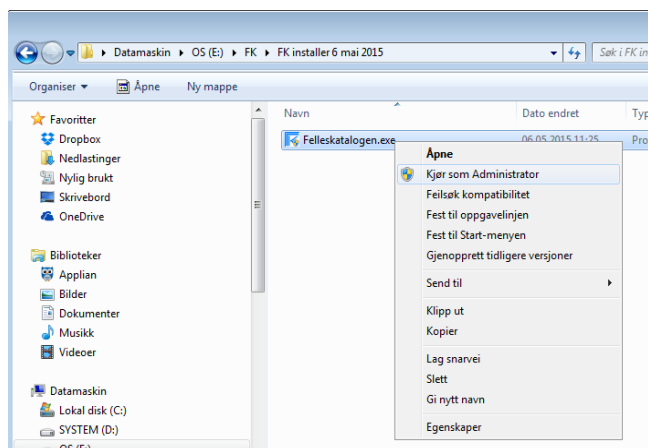 Datamaskin ▸ OS (E:) ▸ FK ▸ FK installer 6 mai 2015
Søk i FK in
Organiser Åpne Ny mappe
Navn Dato endret Typ
Felleskatalogen.exe 06.05.2015 11:25 Pro
Favoritter
Dropbox
Nedlastinger
Nylig brukt
Skrivebord
OneDrive
Biblioteker
Applian
Bilder
Dokumenter
Musikk
Videoer
Datamaskin
Lokal disk (C:)
SYSTEM (D:)
OS (E:)
Åpne
Kjør som Administrator
Feilsøk kompatibilitet
Fest til oppgavelinjen
Fest til Start-menyen
Gjenopprett tidligere versjoner
Send til
Klipp ut
Kopier
Lag snarvei
Slett
Gi nytt navn
Egenskaper